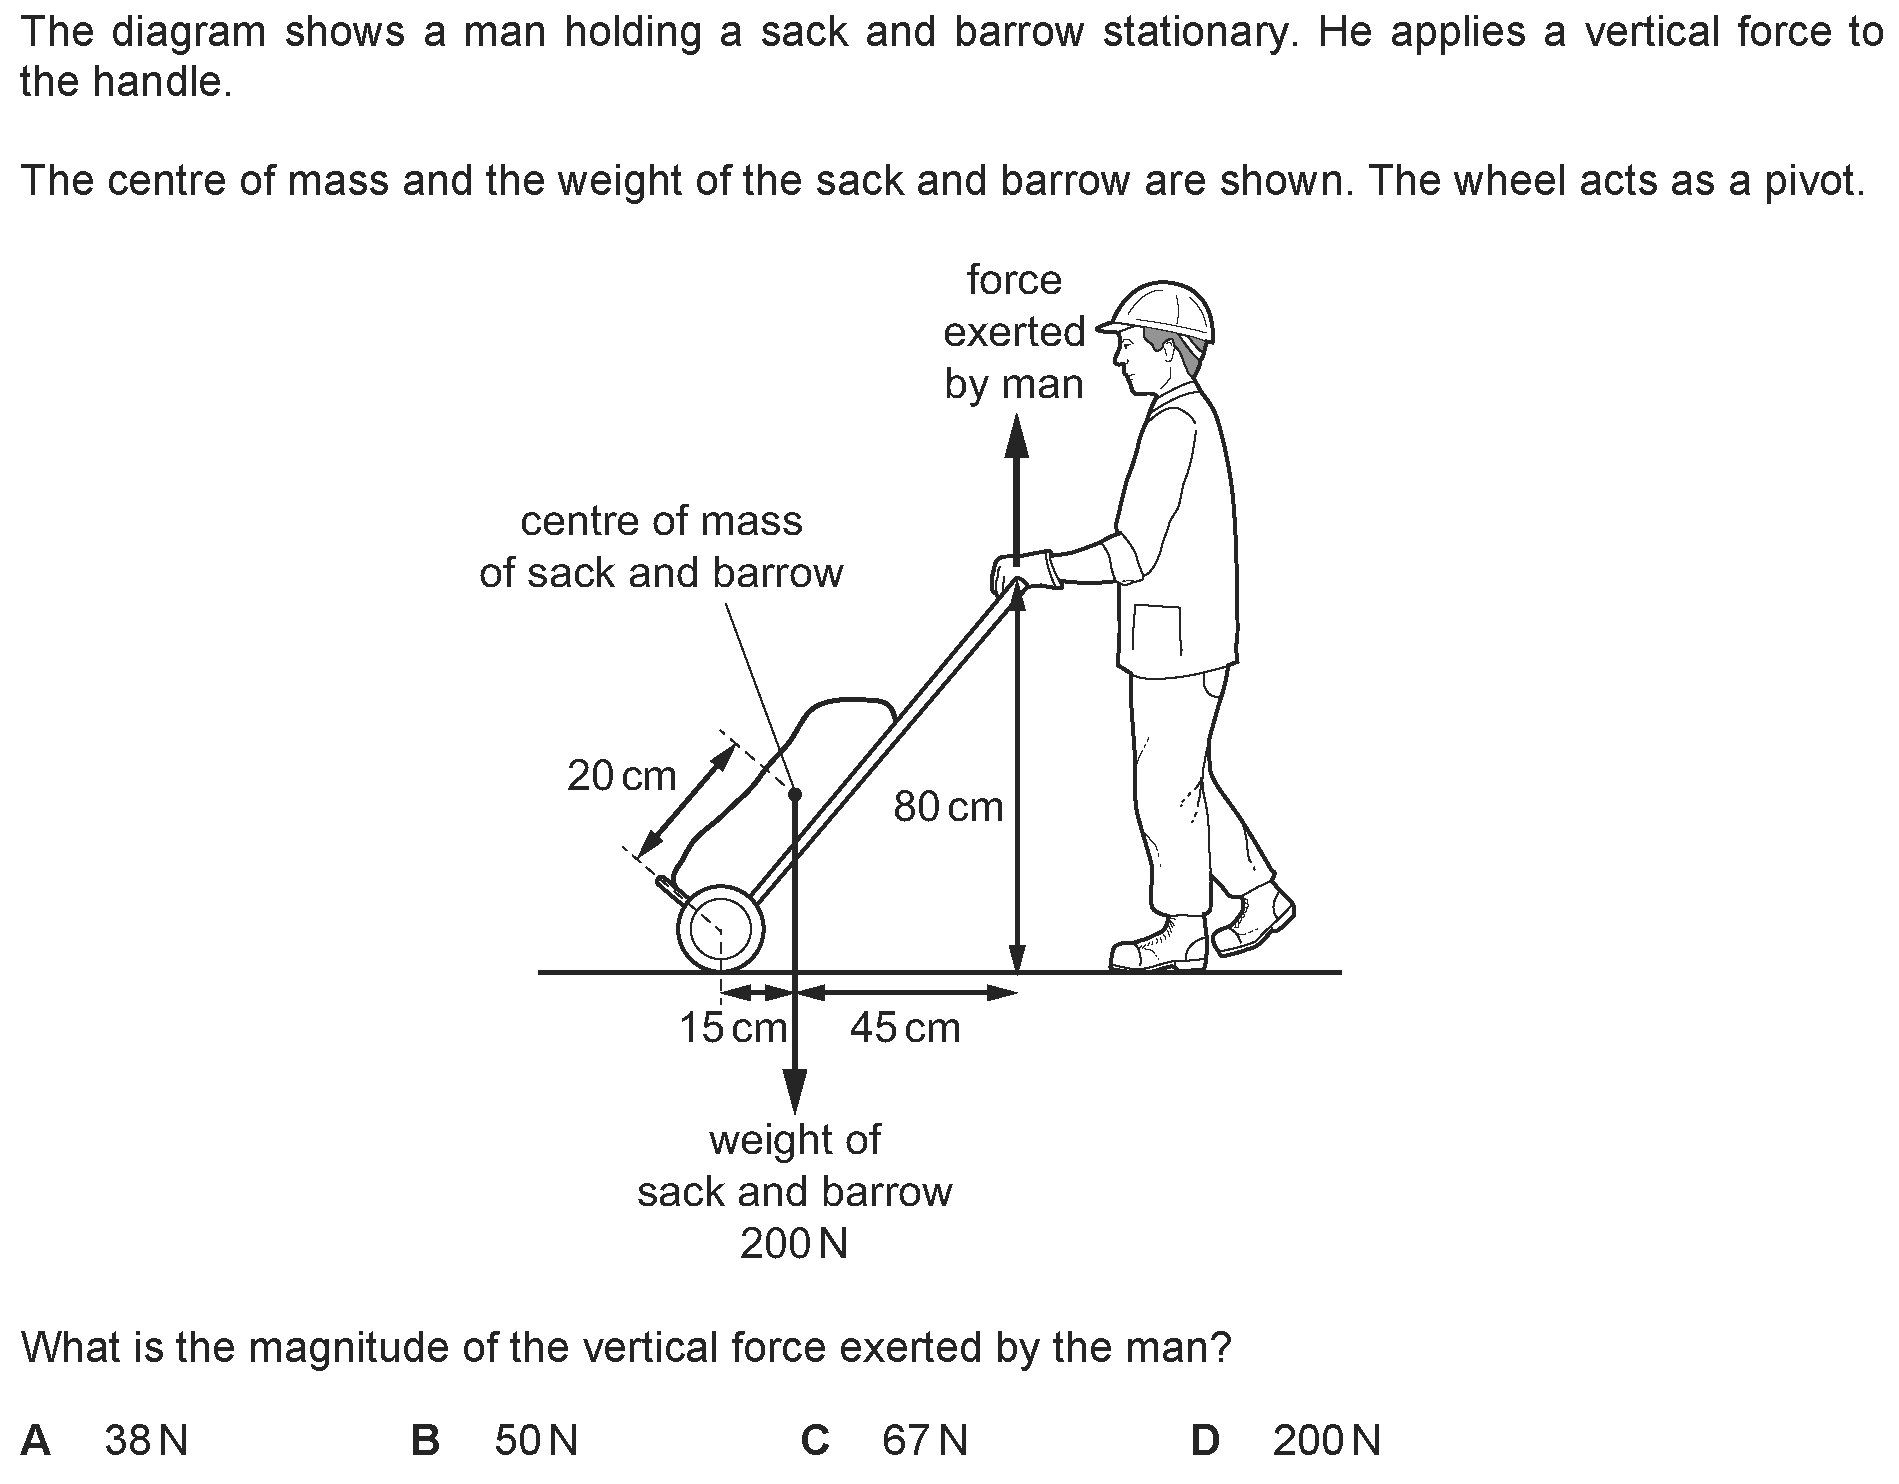 The diagram shows a man holding a sack and barrow stationary. He applies a vertical force to
the handle.
The centre of mass and the weight of the sack and barrow are shown. The wheel acts as a pivot.
force
exerted
by man
centre of mass
of sack and barrow
20 cm
80 cm
15 cm
45 cm
weight of
sack and barrow
200 N
What is the magnitude of the vertical force exerted by the man?
A 38 N B 50 N C 67 N D 200 N